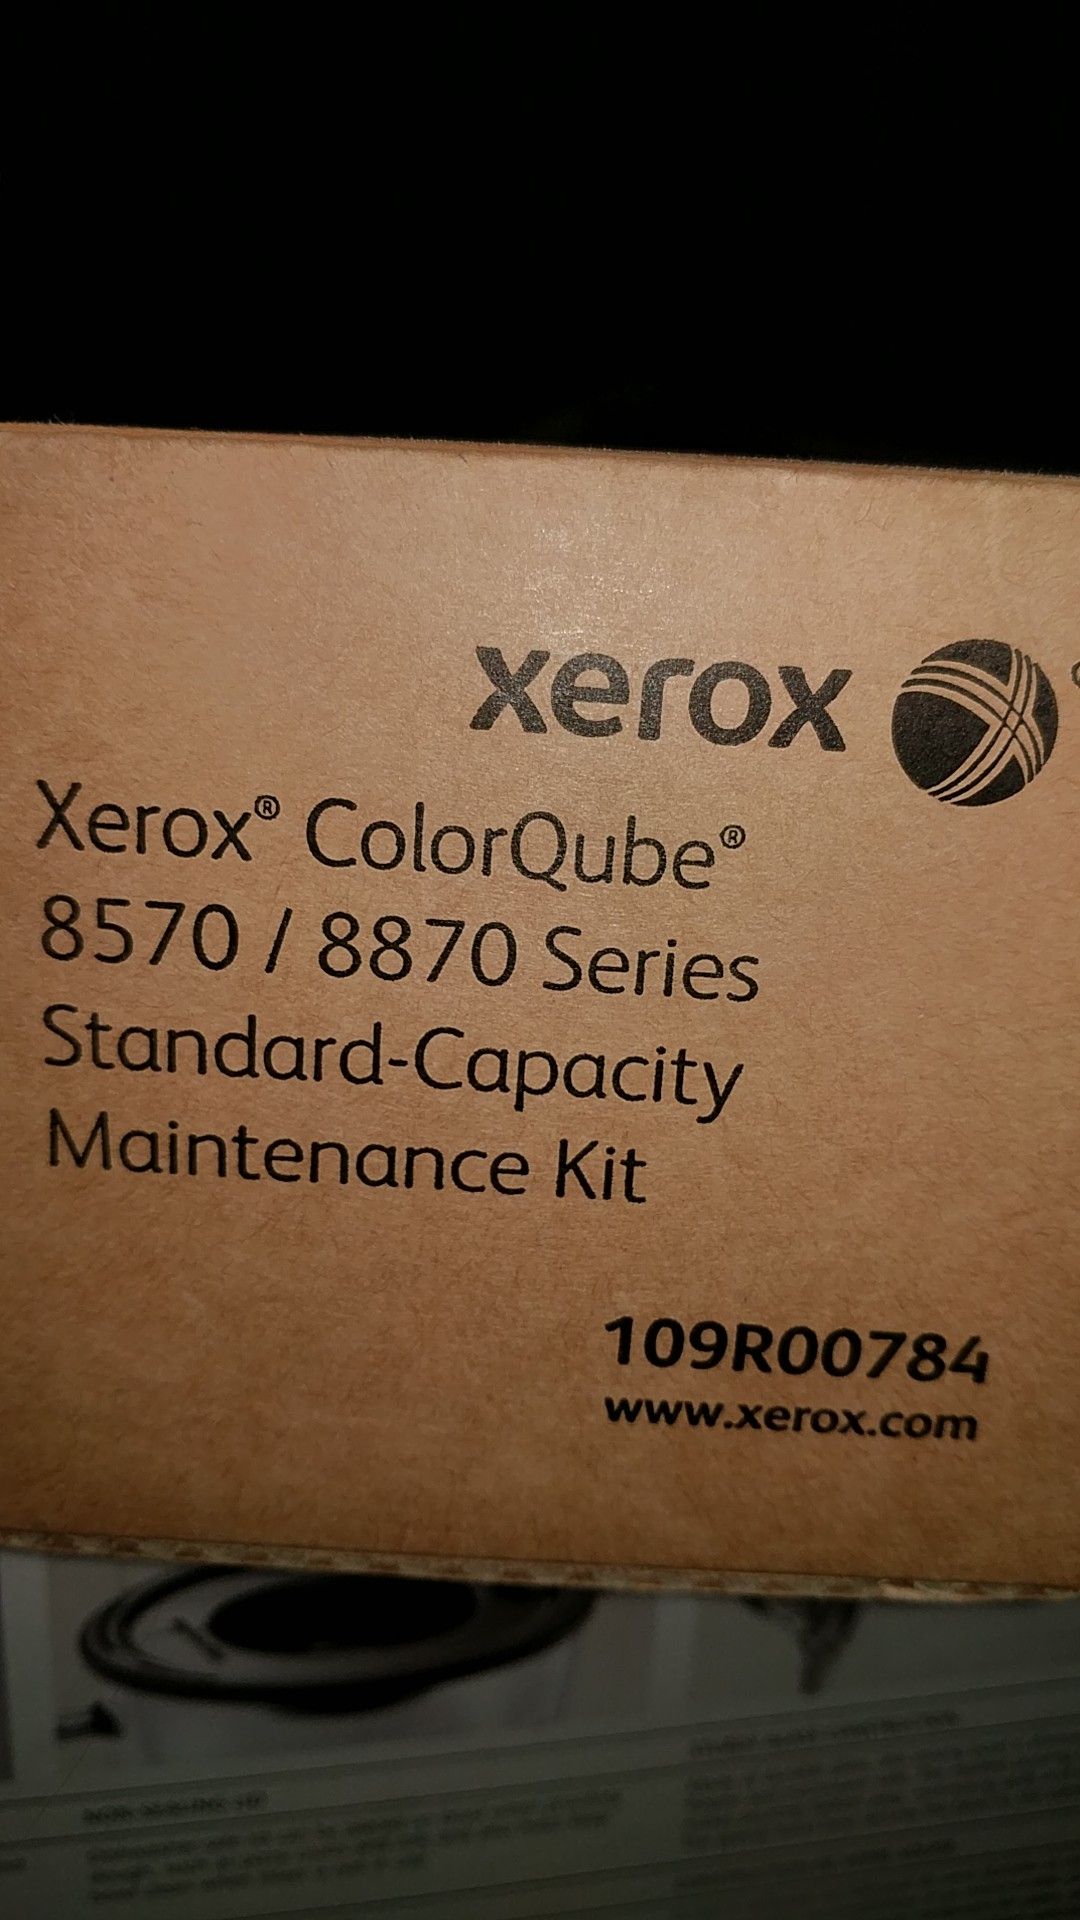 xerox
Xerox® ColorQube®
8570 / 8870 Series
Standard-Capacity
Maintenance Kit
109R00784
www.xerox.com